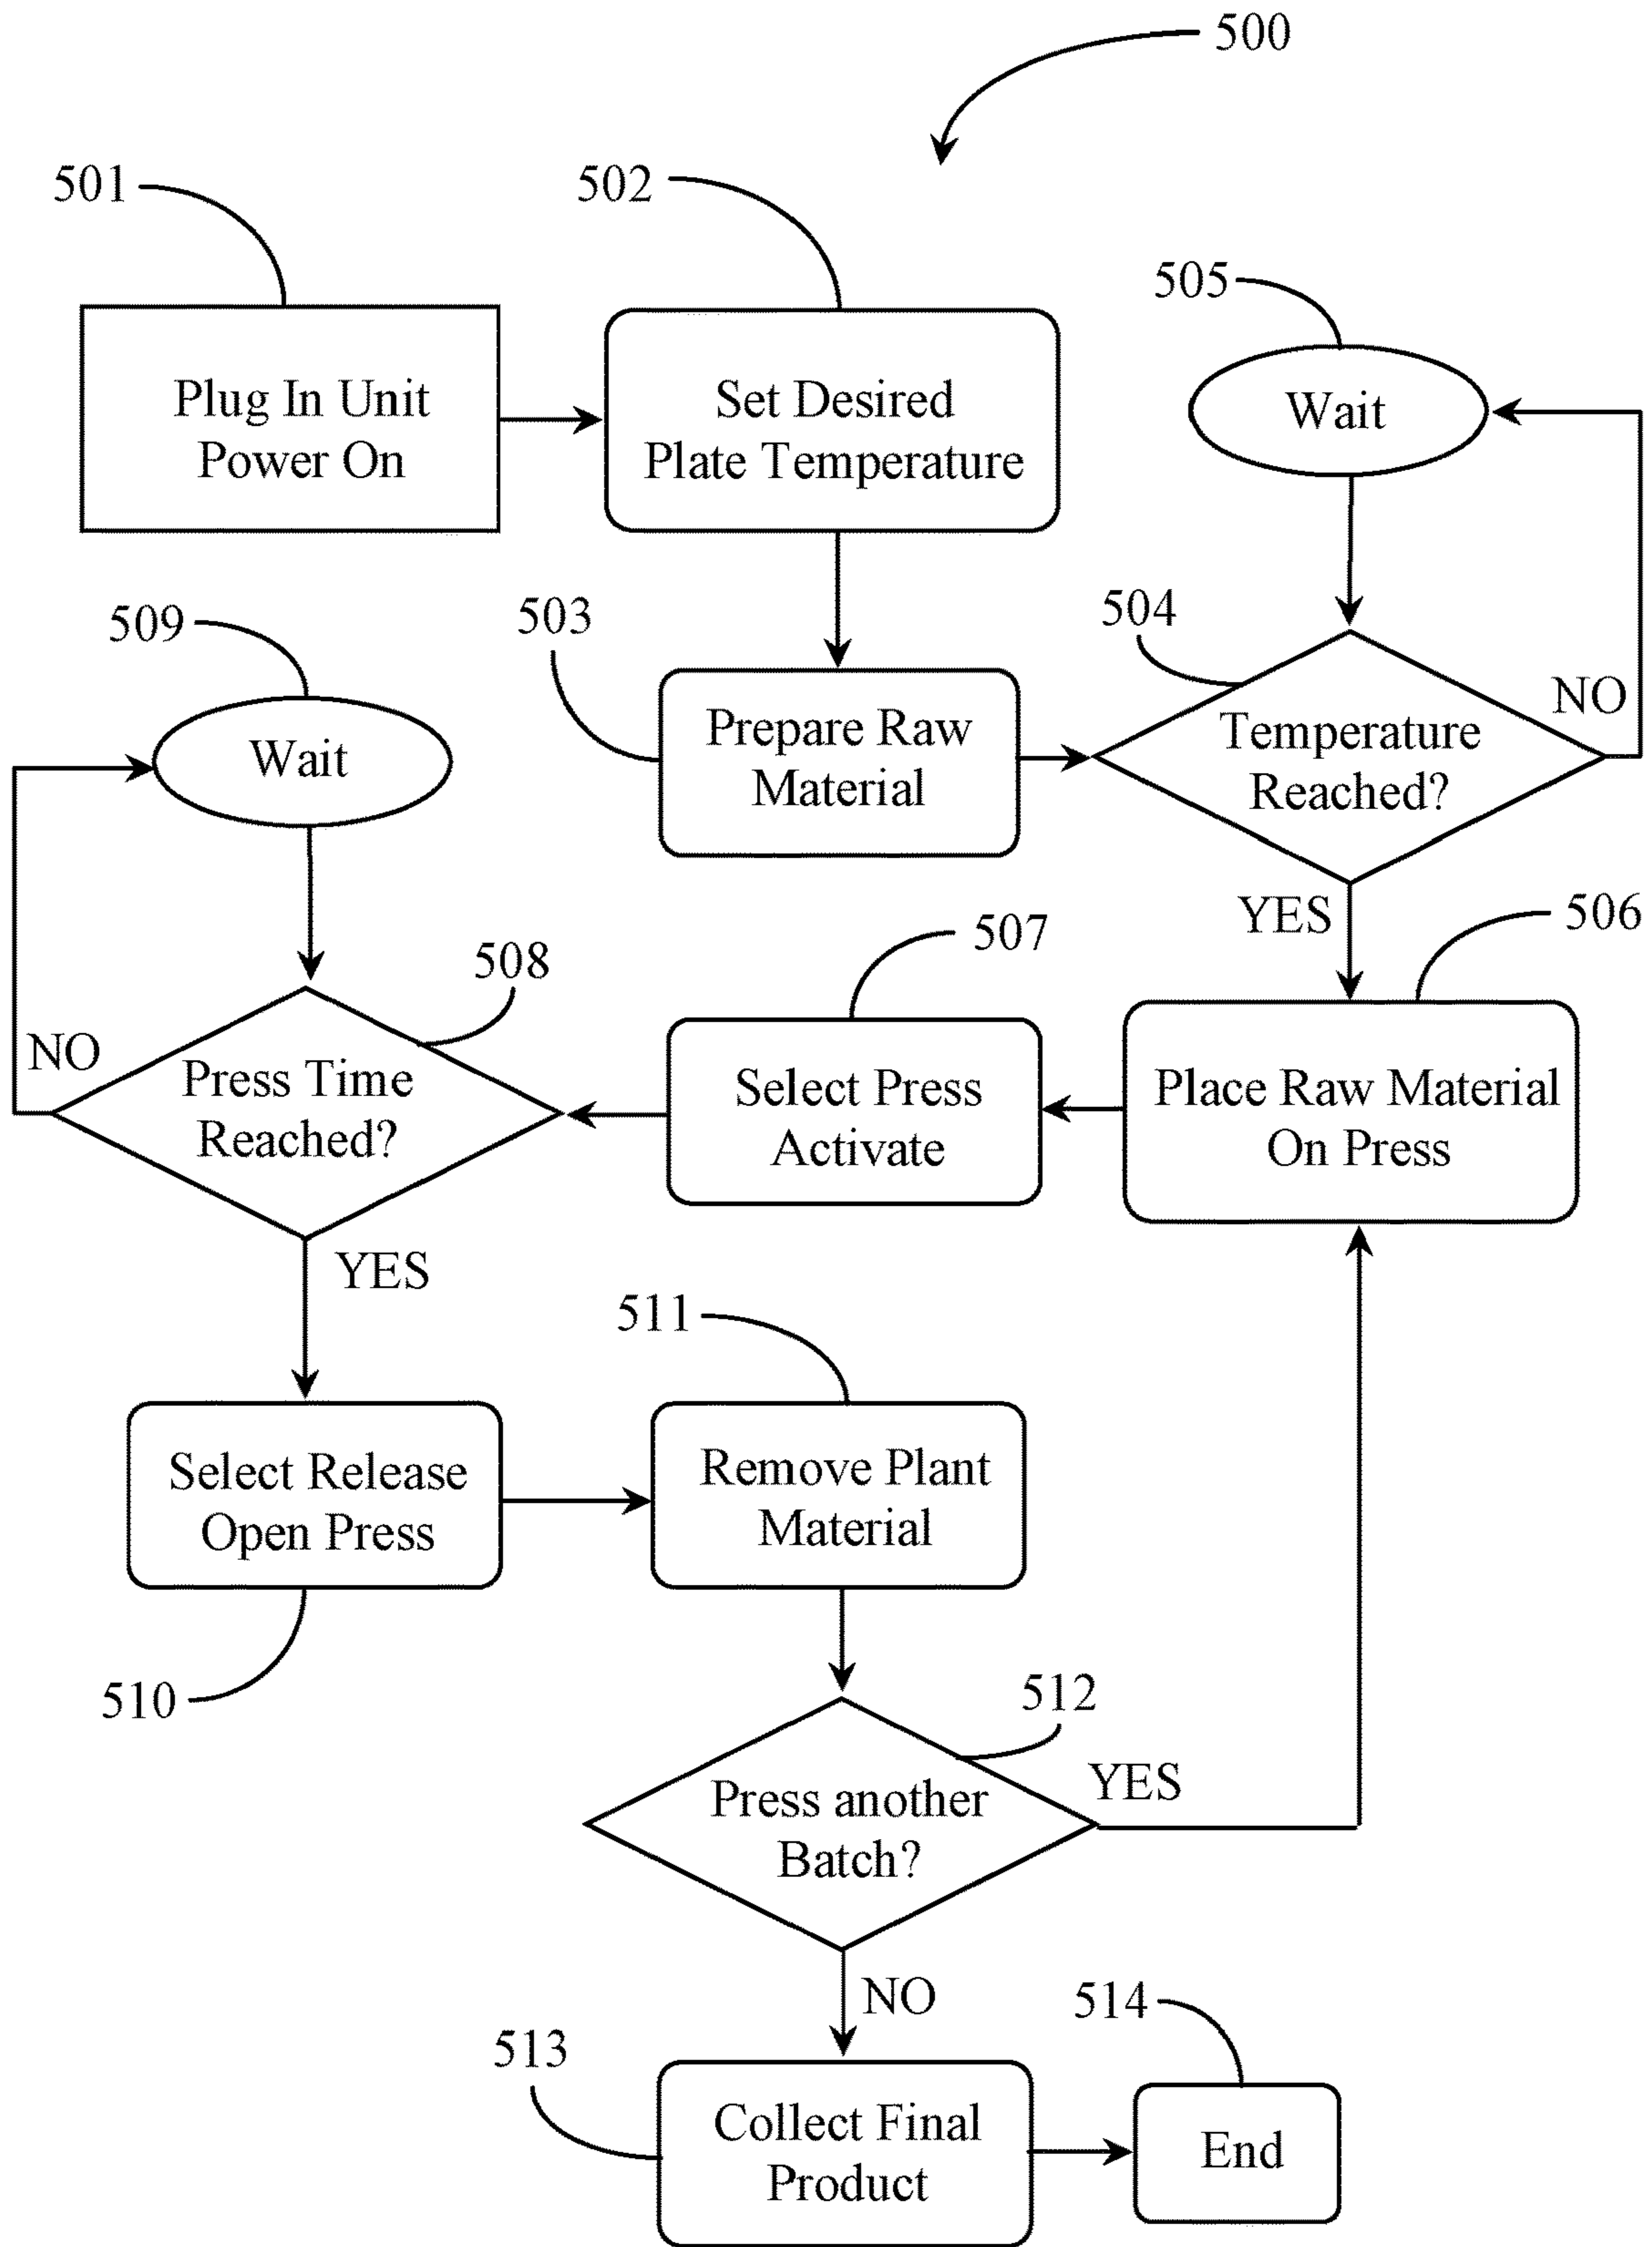 500
501
502
505
Plug In Unit
Power On
Set Desired
Plate Temperature
Wait
509
503
504
Wait
Prepare Raw
Material
Temperature
Reached?
NO
YES
506
507
508
NO
Press Time
Reached?
Select Press
Activate
Place Raw Material
On Press
YES
511
Select Release
Open Press
Remove Plant
Material
510
512
Press another
Batch?
YES
NO
514
513
Collect Final
Product
End